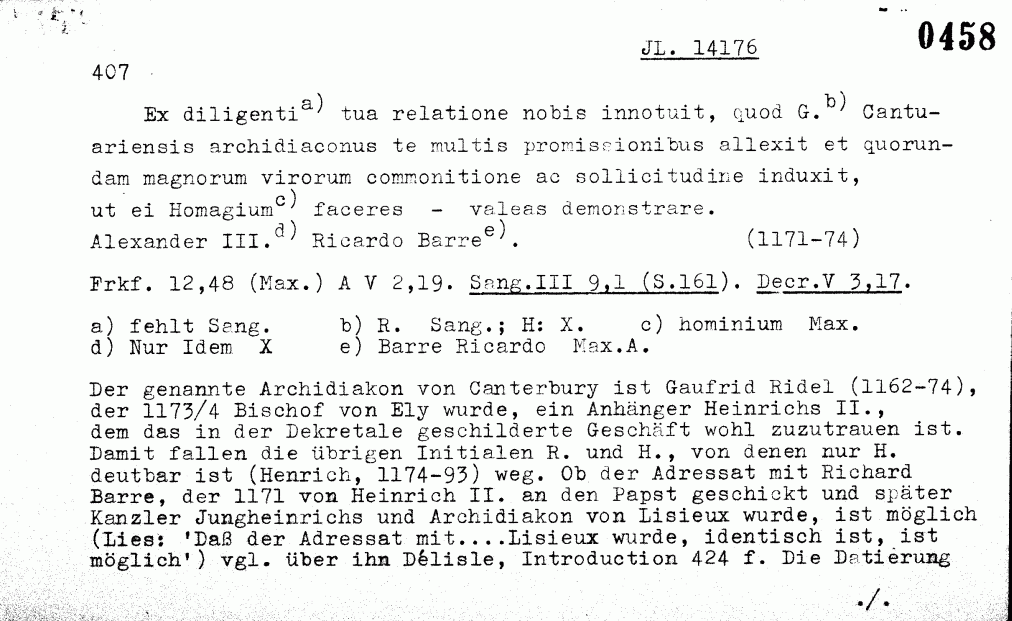 0458
JL. 14176
407
Ex diligenti a) tua relatione nobis innotuit, quod G. b) Cantu-
ariensis archidiaconus te multis promissionibus allexit et quorun-
dam magnorum virorum commonitione ac sollicitudine induxit,
ut ei Homagium c) faceres - valeas demonstrare.
Alexander III. d) Ricardo Barre e). (1171-74)
Frkf. 12,48 (Max.) A V 2,19. Sang.III 9,1 (S.161). Decr.V 3,17.
a) fehlt Sang. b) R. Sang.; H: X. c) hominium Max.
d) Nur Idem X e) Barre Ricardo Max.A.
Der genannte Archidiakon von Canterbury ist Gaufrid Ridel (1162-74),
der 1173/4 Bischof von Ely wurde, ein Anhänger Heinrichs II.,
dem das in der Dekretale geschilderte Geschäft wohl zuzutrauen ist.
Damit fallen die übrigen Initialen R. und H., von denen nur H.
deutbar ist (Henrich, 1174-93) weg. Ob der Adressat mit Richard
Barre, der 1171 von Heinrich II. an den Papst geschickt und später
Kanzler Jungheinrichs und Archidiakon von Lisieux wurde, ist möglich
(Lies: 'Daß der Adressat mit....Lisieux wurde, identisch ist, ist
möglich') vgl. über ihn Délisle, Introduction 424 f. Die Datierung
./.